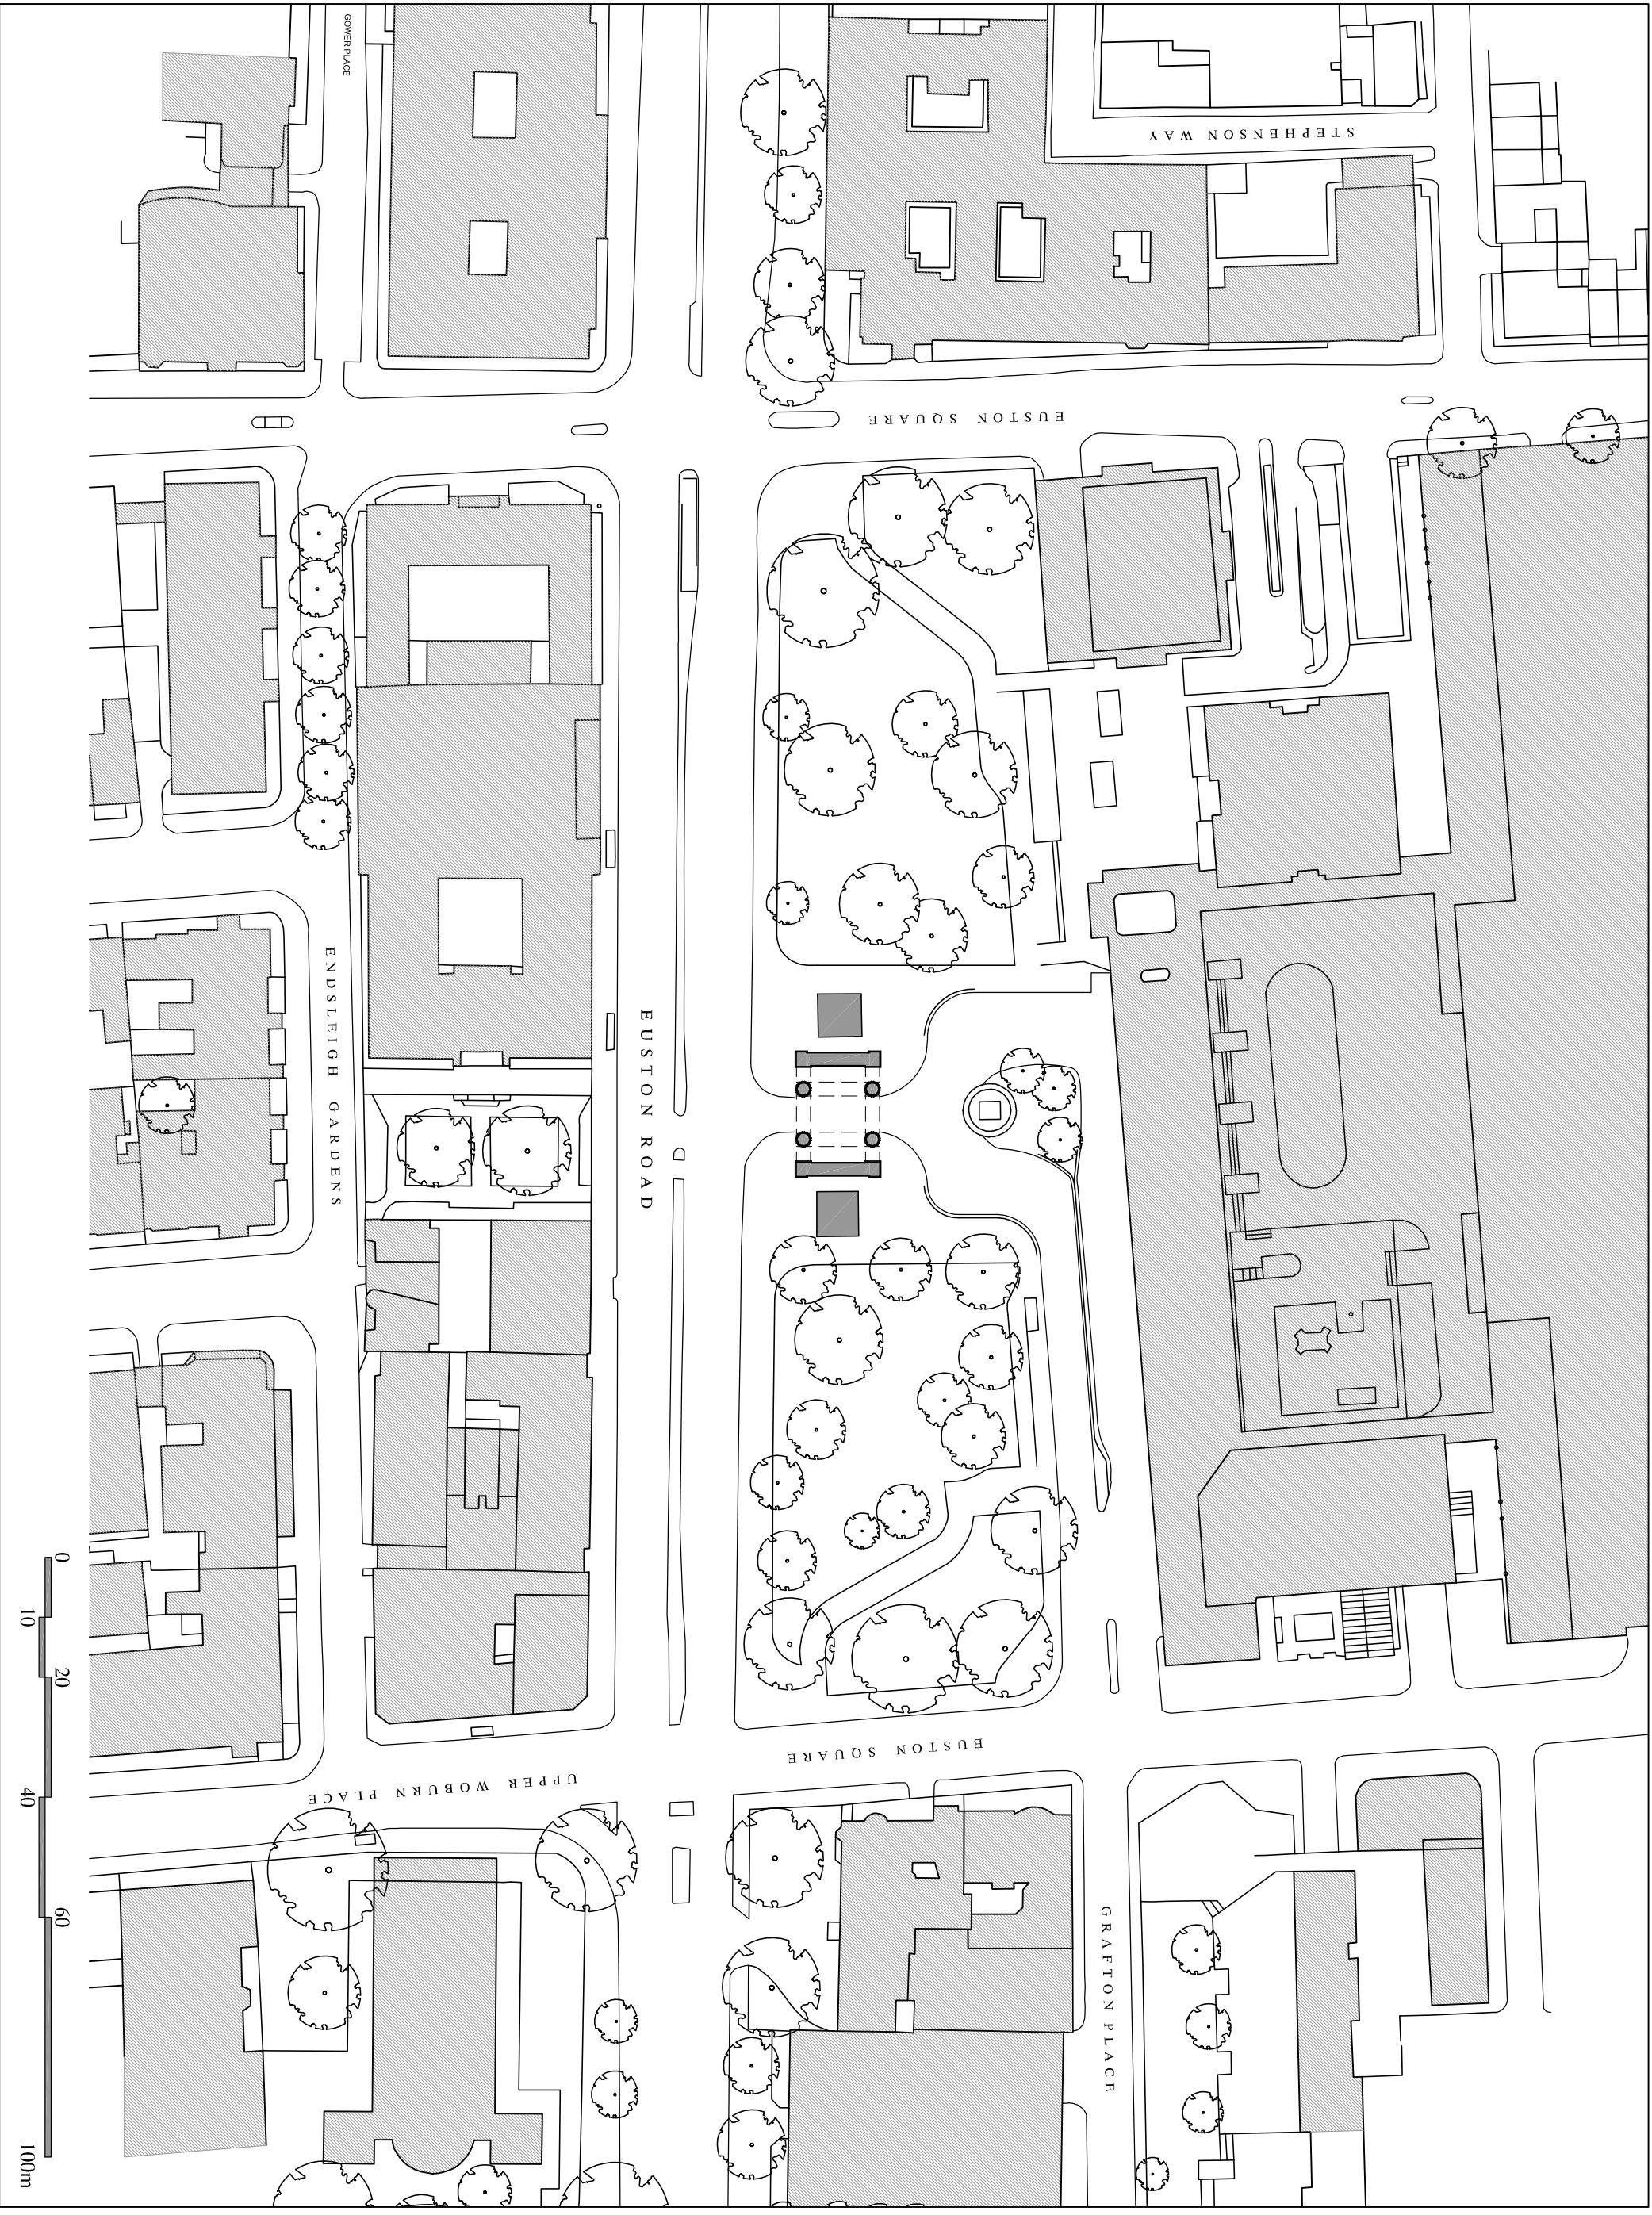 GOWER PLACE
STEPHENSON WAY
EUSTON SQUARE
ENDSLEIGH GARDENS
EUSTON ROAD
EUSTON SQUARE
UPPER WOBURN PLACE
GRAFTON PLACE
0
10
20
40
60
100m